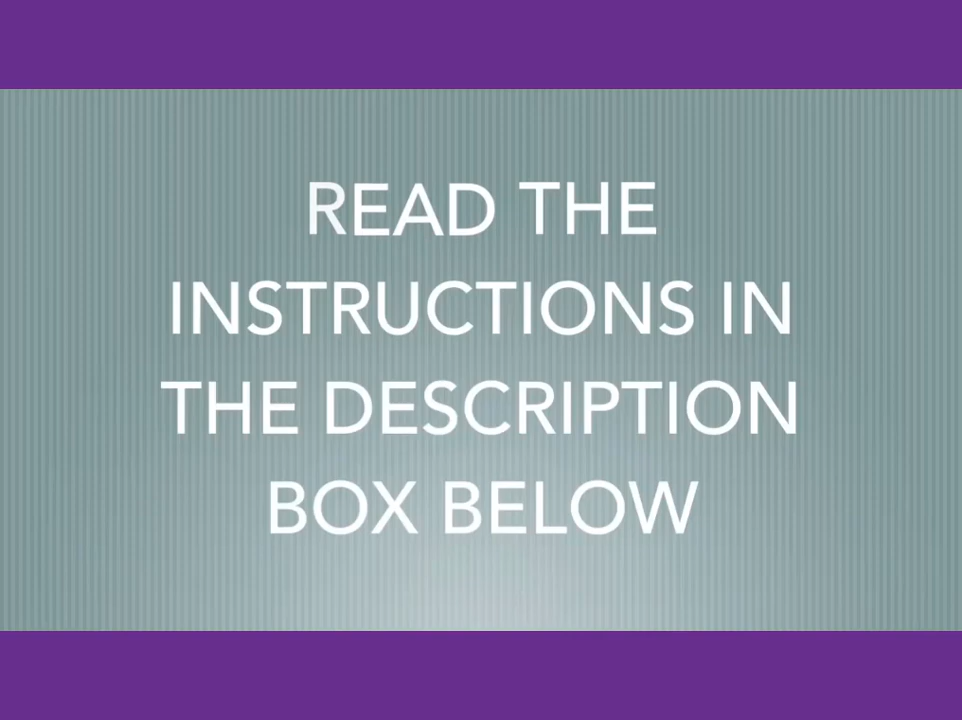 READ THE
INSTRUCTIONS IN
THE DESCRIPTION
BOX BELOW